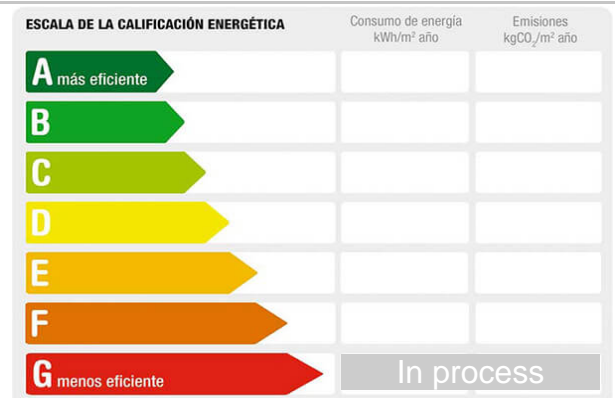 ESCALA DE LA CALIFICACIÓN ENERGÉTICA
Consumo de energía
kWh/m² año
Emisiones
kgCO₂/m² año
A más eficiente
B
C
D
E
F
G menos eficiente
In process